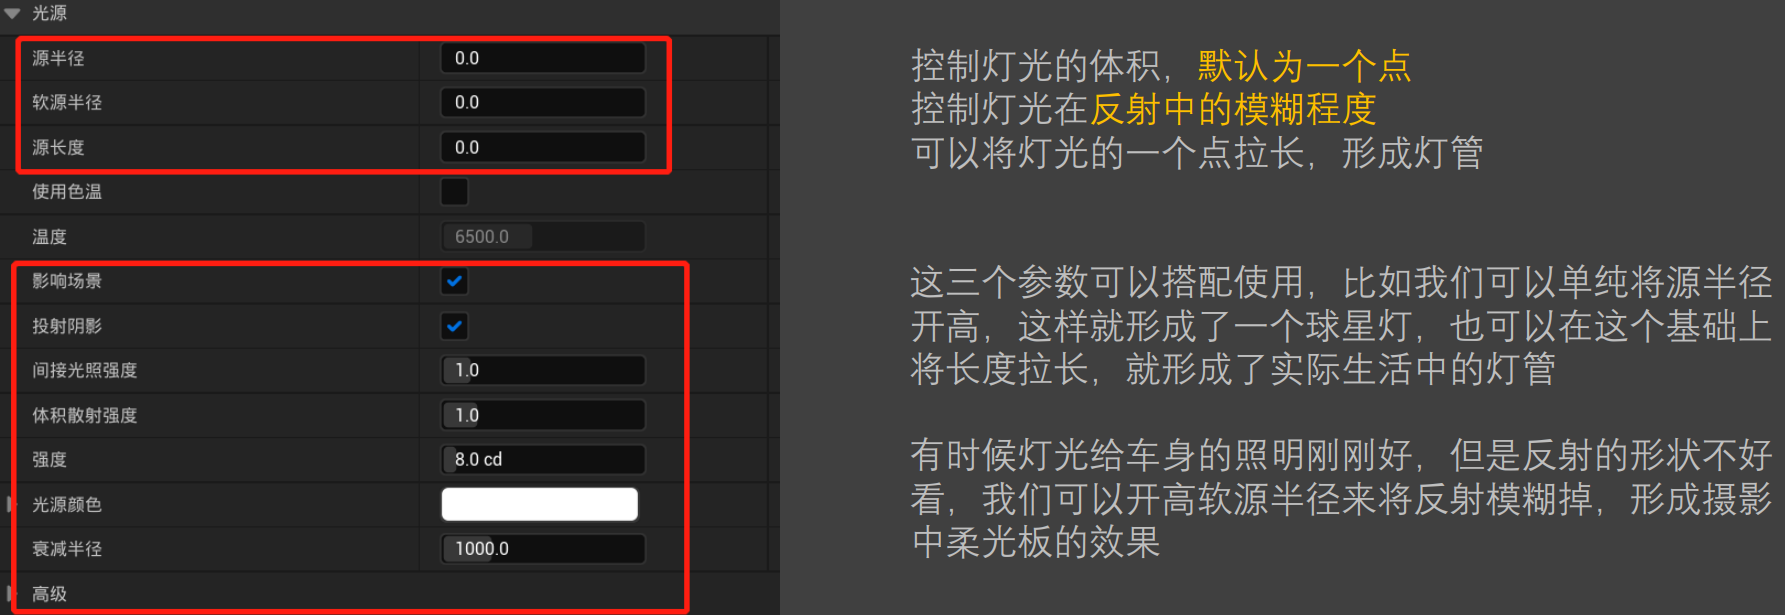 光源
源半径 0.0
软源半径 0.0
源长度 0.0
使用色温
温度 6500.0
影响场景
投射阴影
间接光照强度 1.0
体积散射强度 1.0
强度 8.0 cd
光源颜色
衰减半径 1000.0
高级
控制灯光的体积，默认为一个点
控制灯光在反射中的模糊程度
可以将灯光的一个点拉长，形成灯管
这三个参数可以搭配使用，比如我们可以单纯将源半径
开高，这样就形成了一个球星灯，也可以在这个基础上
将长度拉长，就形成了实际生活中的灯管
有时候灯光给车身的照明刚刚好，但是反射的形状不好
看，我们可以开高软源半径来将反射模糊掉，形成摄影
中柔光板的效果